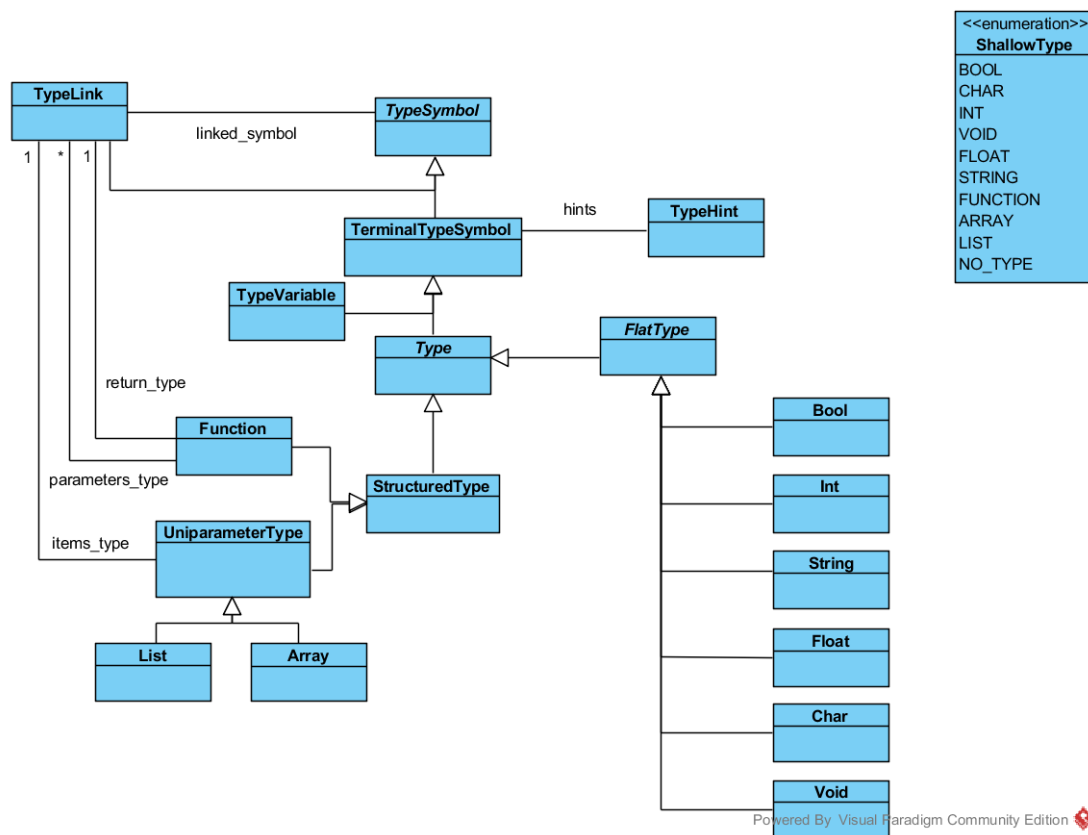 <<enumeration>>
ShallowType
BOOL
CHAR
INT
VOID
FLOAT
STRING
FUNCTION
ARRAY
LIST
NO_TYPE
TypeLink
TypeSymbol
linked_symbol
1
*
1
hints
TypeHint
TerminalTypeSymbol
TypeVariable
FlatType
Type
return_type
Function
Bool
parameters_type
StructuredType
Int
UniparameterType
items_type
String
List
Array
Float
Char
Void
Powered By Visual Paradigm Community Edition